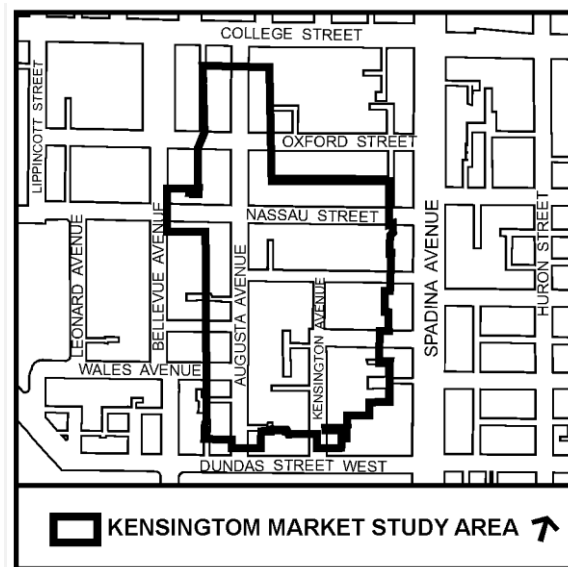 COLLEGE STREET
LIPPINCOTT STREET
OXFORD STREET
NASSAU STREET
LEONARD AVENUE
BELLEVUE AVENUE
AUGUSTA AVENUE
KENSINGTON AVENUE
SPADINA AVENUE
HURON STREET
WALES AVENUE
DUNDAS STREET WEST
KENSINGTOM MARKET STUDY AREA